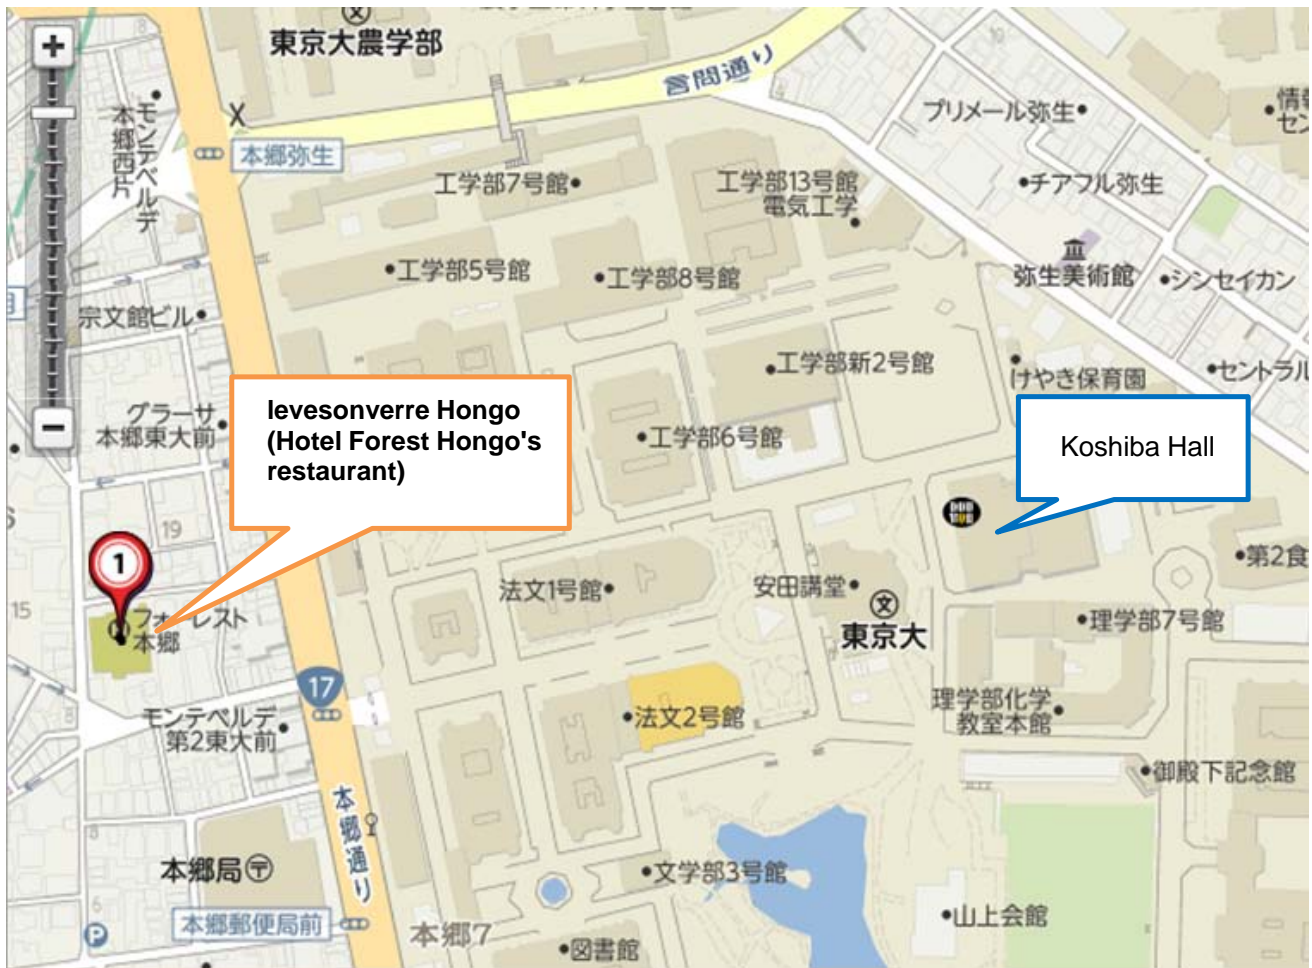 東京大農学部
言問通り
モンテベルデ
本郷西片
本郷弥生
プリメール弥生
情報
セン
工学部7号館
工学部13号館
電気工学
チアフル弥生
工学部5号館
工学部8号館
弥生美術館
シンセイカン
宗文館ビル
工学部新2号館
けやき保育園
セントラル
グラーサ
本郷東大前
levesonverre Hongo
(Hotel Forest Hongo's
restaurant)
工学部6号館
Koshiba Hall
19
1
15
フォーレスト
本郷
法文1号館
安田講堂
東京大
第2食
理学部7号館
17
モンテベルデ
第2東大前
法文2号館
理学部化学
教室本館
御殿下記念館
本郷通り
8
本郷局
文学部3号館
6
P
本郷郵便局前
本郷7
図書館
山上会館